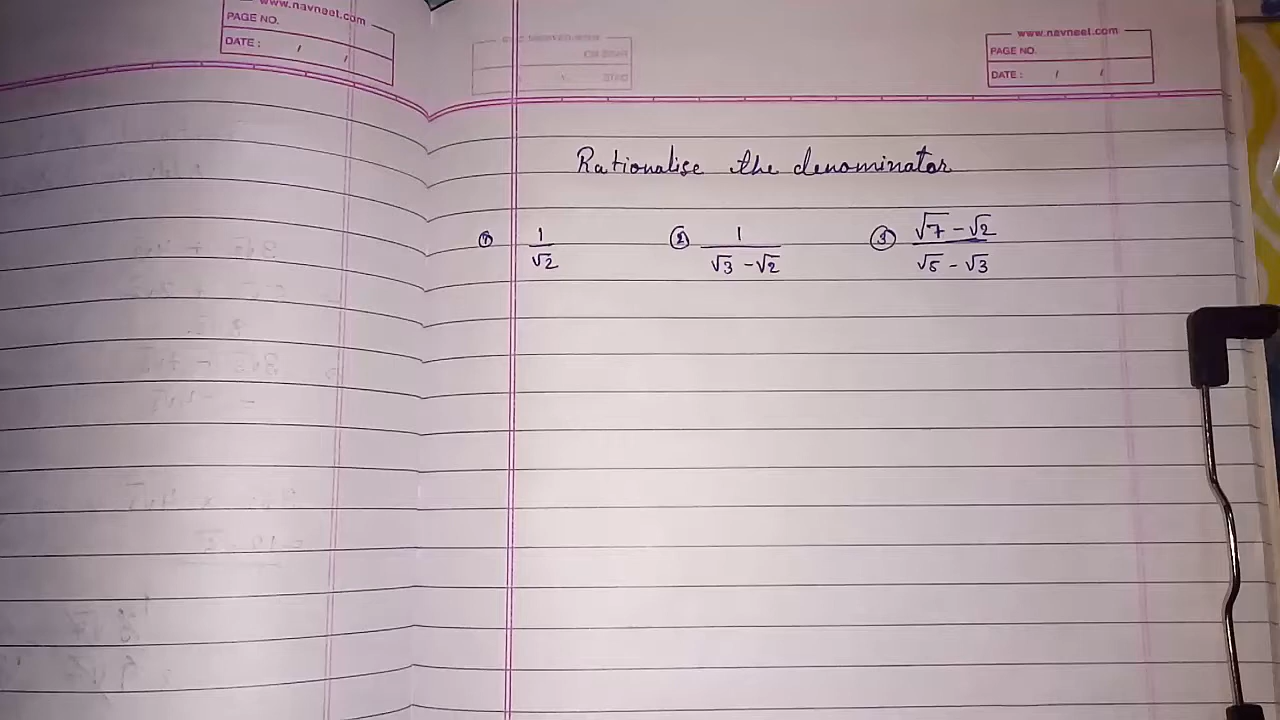 www.navneet.com
PAGE NO.
DATE : / /
www.navneet.com
PAGE NO.
DATE : / /
Rationalise the denominator
① 1/√2 ② 1/(√3 - √2) ③ (√7 - √2)/(√5 - √3)